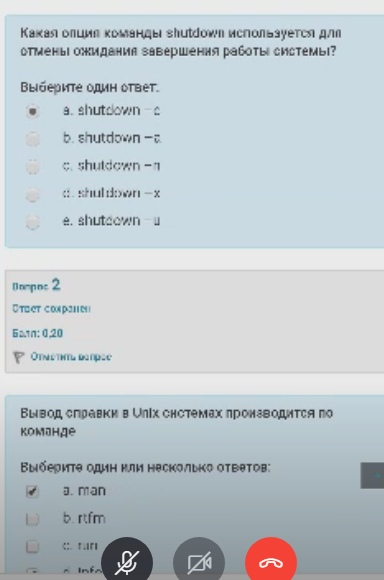 Какая опция команды shutdown используется для
отмены ожидания завершения работы системы?
Выберите один ответ:
a. shutdown –c
b. shutdown –a
c. shutdown –n
d. shutdown –x
e. shutdown –u
Вопрос 2
Ответ сохранен
Балл: 0,20
Отметить вопрос
Вывод справки в Unix системах производится по
команде
Выберите один или несколько ответов:
a. man
b. rtfm
c.
d. Info